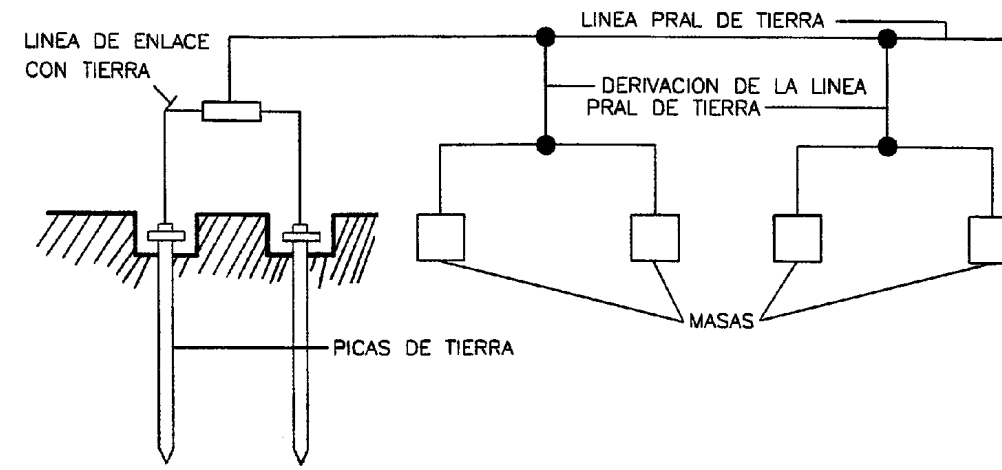 LINEA PRAL DE TIERRA
LINEA DE ENLACE
CON TIERRA
DERIVACION DE LA LINEA
PRAL DE TIERRA
MASAS
PICAS DE TIERRA